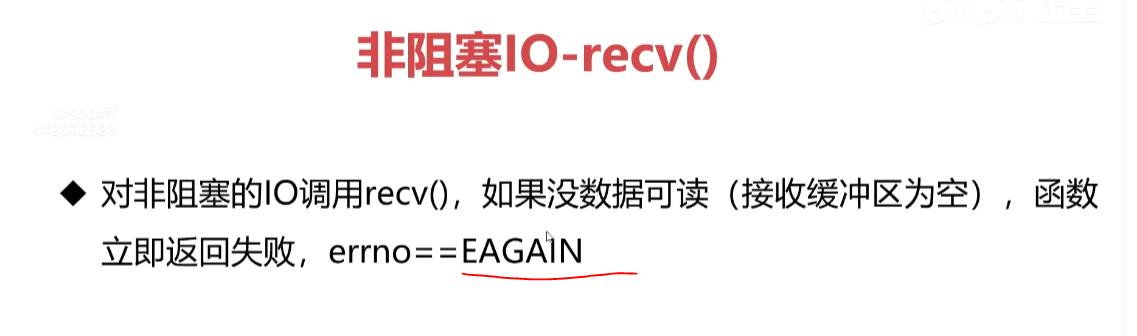 非阻塞IO-recv()
wisnoxfl
442072583
◆ 对非阻塞的IO调用recv()，如果没数据可读（接收缓冲区为空），函数
立即返回失败，errno==EAGAIN